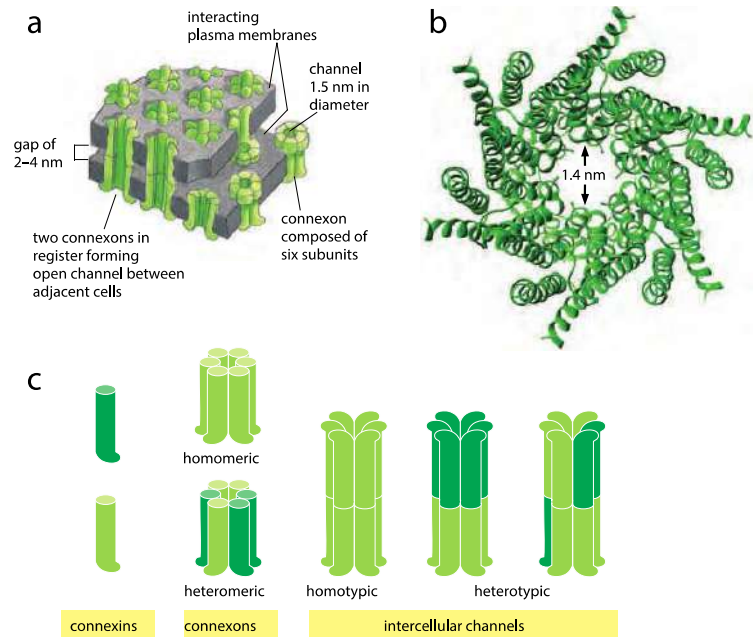 a
interacting
plasma membranes
channel
1.5 nm in
diameter
gap of
2–4 nm
two connexons in
register forming
open channel between
adjacent cells
connexon
composed of
six subunits
b
1.4 nm
c
homomeric
heteromeric
homotypic
heterotypic
connexins
connexons
intercellular channels